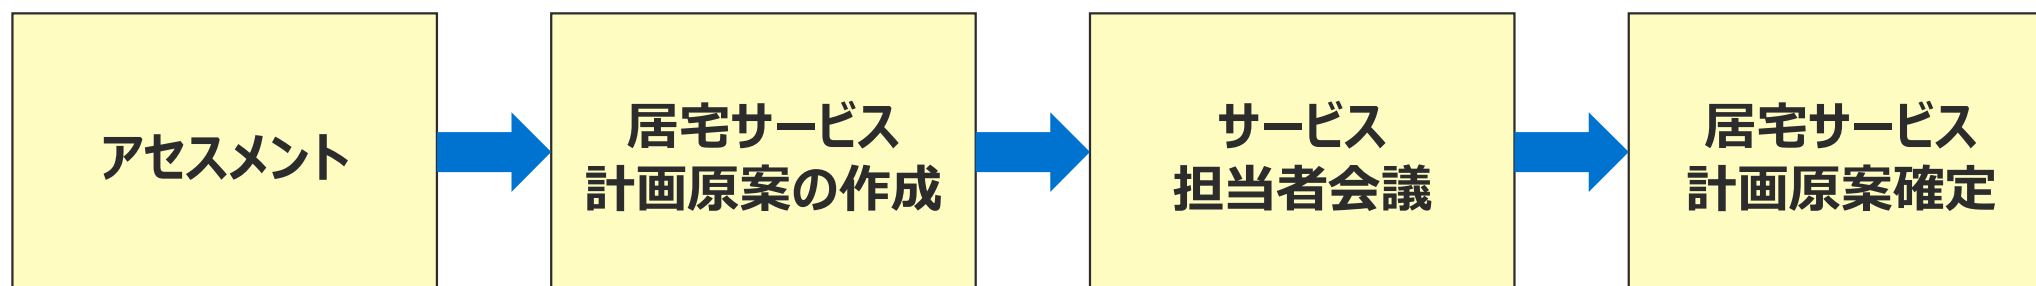 アセスメント
居宅サービス
計画原案の作成
サービス
担当者会議
居宅サービス
計画原案確定